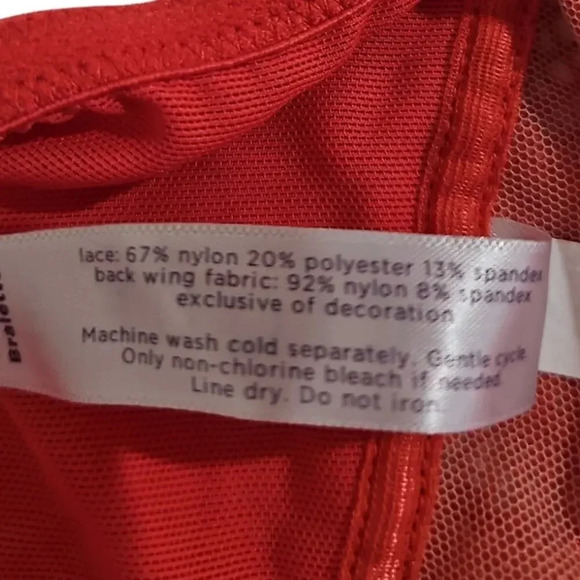 lace: 67% nylon 20% polyester 13% spandex
back wing fabric: 92% nylon 8% spandex
exclusive of decoration
Machine wash cold separately. Gentle cycle.
Only non-chlorine bleach if needed.
Line dry. Do not iron.
Bralette